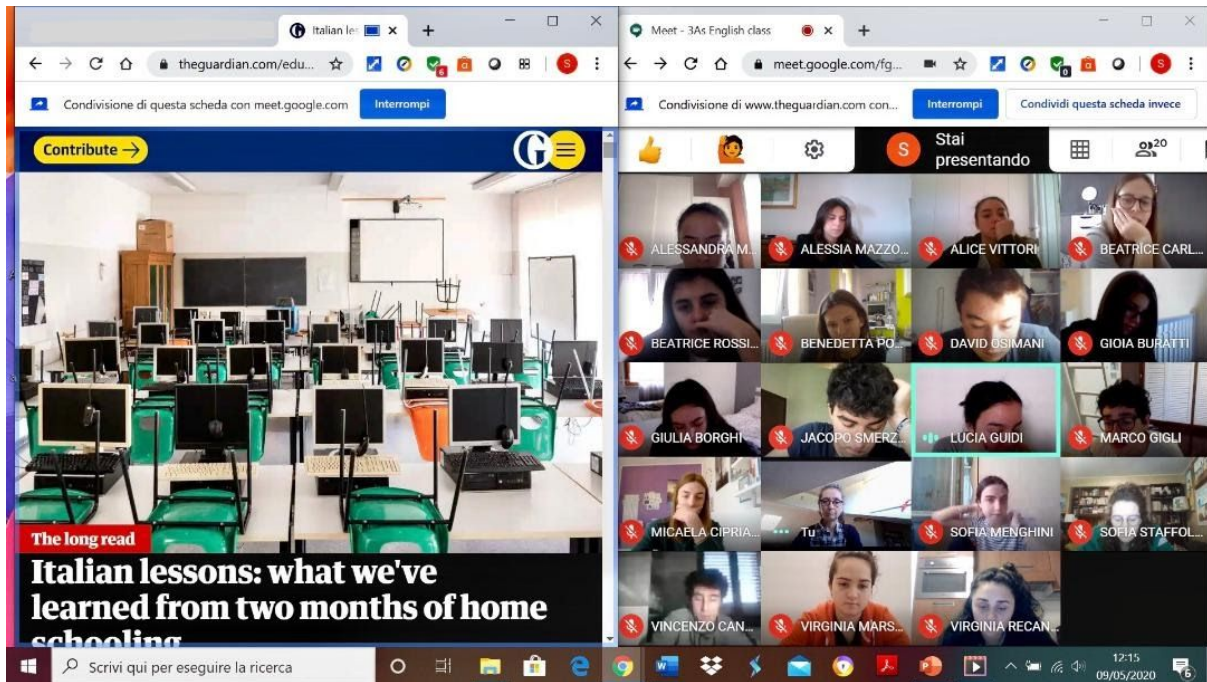 Italian les
theguardian.com/edu...
6
S
Condivisione di questa scheda con meet.google.com
Interrompi
Contribute →
G
The long read
Italian lessons: what we've
learned from two months of home
schooling
Meet - 3As English class
meet.google.com/fg...
0
S
Condivisione di www.theguardian.com con...
Interrompi
Condividi questa scheda invece
S
Stai
presentando
20
ALESSANDRA M...
ALESSIA MAZZO...
ALICE VITTORI
BEATRICE CARL...
BEATRICE ROSSI...
BENEDETTA PO...
DAVID OSIMANI
GIOIA BURATTI
GIULIA BORGHI
JACOPO SMERZ...
LUCIA GUIDI
MARCO GIGLI
MICAELA CIPRIA...
Tu
SOFIA MENGHINI
SOFIA STAFFOL...
VINCENZO CAN...
VIRGINIA MARS...
VIRGINIA RECAN...
Scrivi qui per eseguire la ricerca
12:15
09/05/2020
6